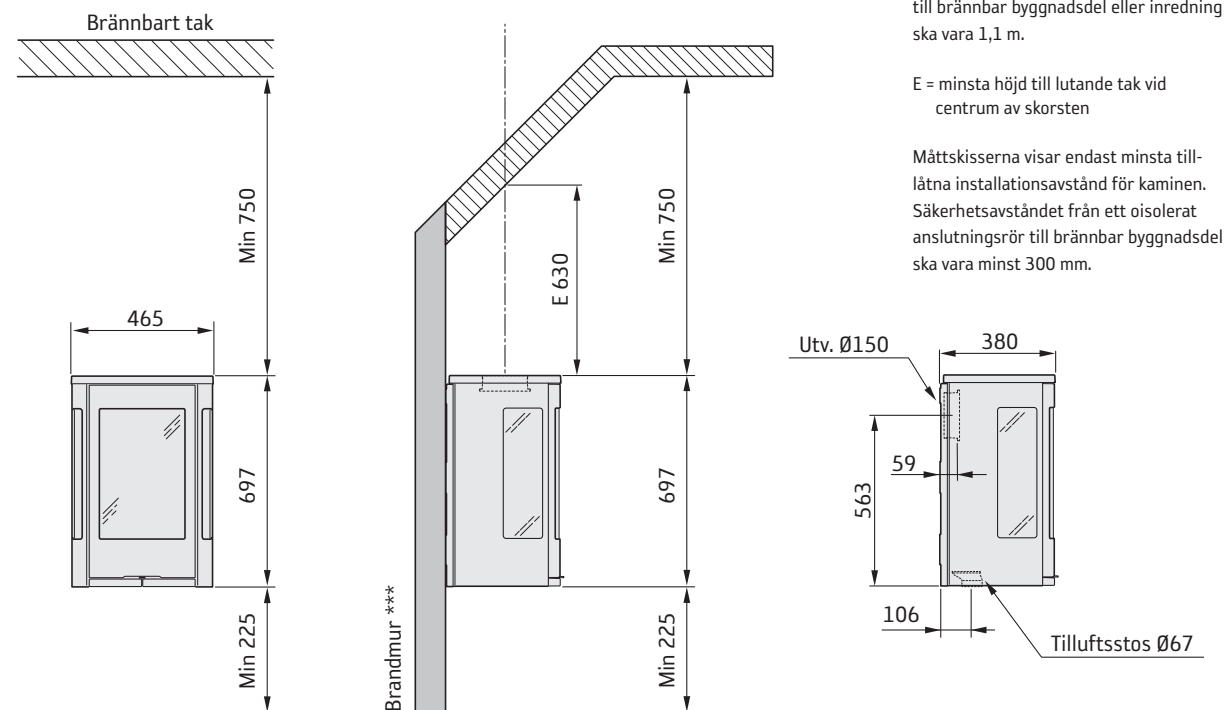 till brännbar byggnadsdel eller inredning
ska vara 1,1 m.
E = minsta höjd till lutande tak vid
centrum av skorsten
Måttskisserna visar endast minsta till-
låtna installationsavstånd för kaminen.
Säkerhetsavståndet från ett oisolerat
anslutningsrör till brännbar byggnadsdel
ska vara minst 300 mm.
Brännbart tak
Min 750
465
697
Min 225
E 630
Min 750
697
Min 225
Brandmur ***
Utv. Ø150
380
59
563
106
Tilluftsstos Ø67